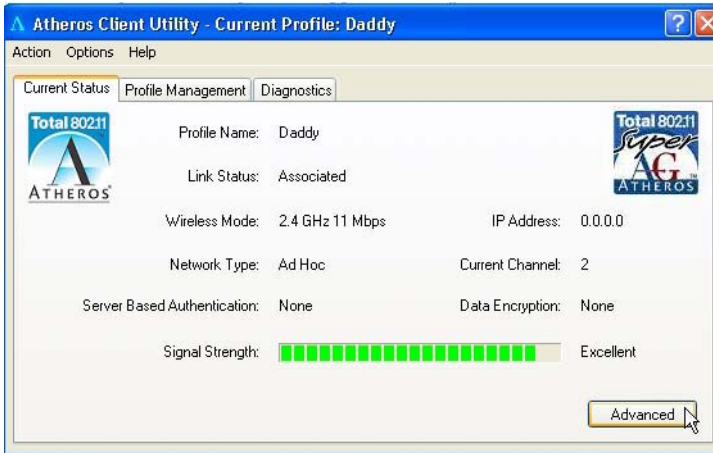 Atheros Client Utility - Current Profile: Daddy
Action Options Help
Current Status Profile Management Diagnostics
Total 802.11
ATHEROS
Total 802.11
Super
AG
ATHEROS
Profile Name: Daddy
Link Status: Associated
Wireless Mode: 2.4 GHz 11 Mbps IP Address: 0.0.0.0
Network Type: Ad Hoc Current Channel: 2
Server Based Authentication: None Data Encryption: None
Signal Strength: Excellent
Advanced